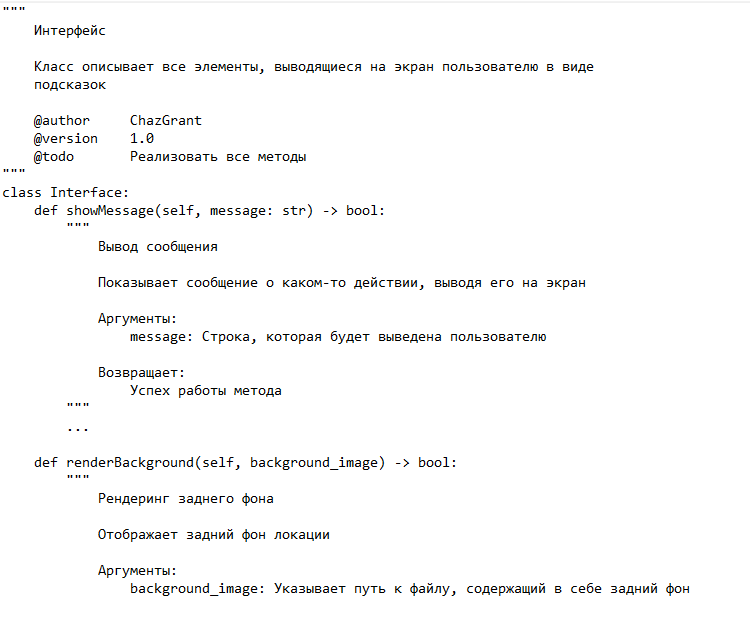 """
Интерфейс
Класс описывает все элементы, выводящиеся на экран пользователю в виде
подсказок
@author     ChazGrant
@version    1.0
@todo       Реализовать все методы
"""
class Interface:
    def showMessage(self, message: str) -> bool:
        """
            Вывод сообщения
            Показывает сообщение о каком-то действии, выводя его на экран
            Аргументы:
                message: Строка, которая будет выведена пользователю
            Возвращает:
                Успех работы метода
        """
        ...
    def renderBackground(self, background_image) -> bool:
        """
            Рендеринг заднего фона
            Отображает задний фон локации
            Аргументы:
                background_image: Указывает путь к файлу, содержащий в себе задний фон